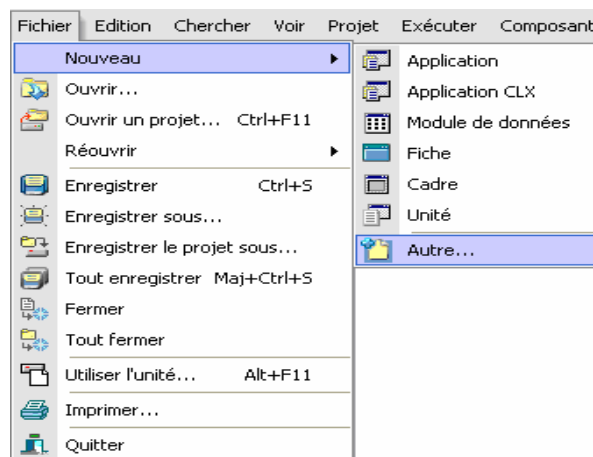 Fichier Edition Chercher Voir Projet Exécuter Composant
Nouveau
Ouvrir...
Ouvrir un projet... Ctrl+F11
Réouvrir
Enregistrer Ctrl+S
Enregistrer sous...
Enregistrer le projet sous...
Tout enregistrer Maj+Ctrl+S
Fermer
Tout fermer
Utiliser l'unité... Alt+F11
Imprimer...
Quitter
Application
Application CLX
Module de données
Fiche
Cadre
Unité
Autre...